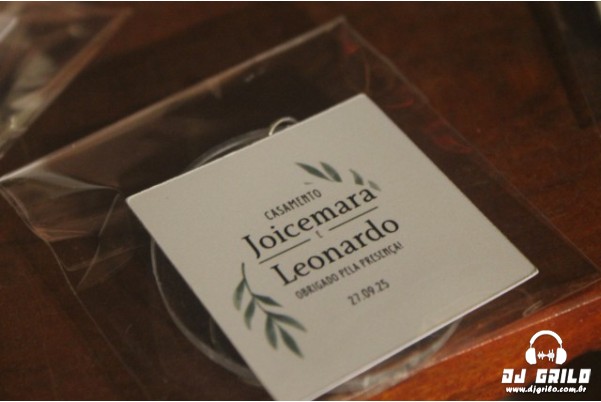 CASAMENTO
Joicemara
E
Leonardo
OBRIGADO PELA PRESENÇA!
27.09.25
DJ GRILO
www.djgrilo.com.br